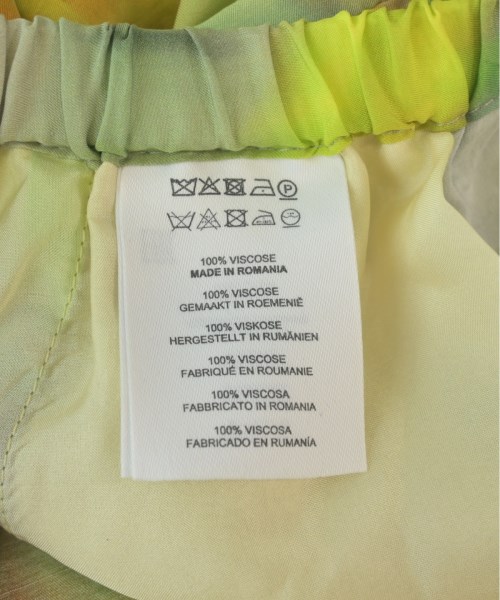 P
100% VISCOSE
MADE IN ROMANIA
100% VISCOSE
GEMAAKT IN ROEMENIË
100% VISKOSE
HERGESTELLT IN RUMÄNIEN
100% VISCOSE
FABRIQUÉ EN ROUMANIE
100% VISCOSA
FABBRICATO IN ROMANIA
100% VISCOSA
FABRICADO EN RUMANÍA